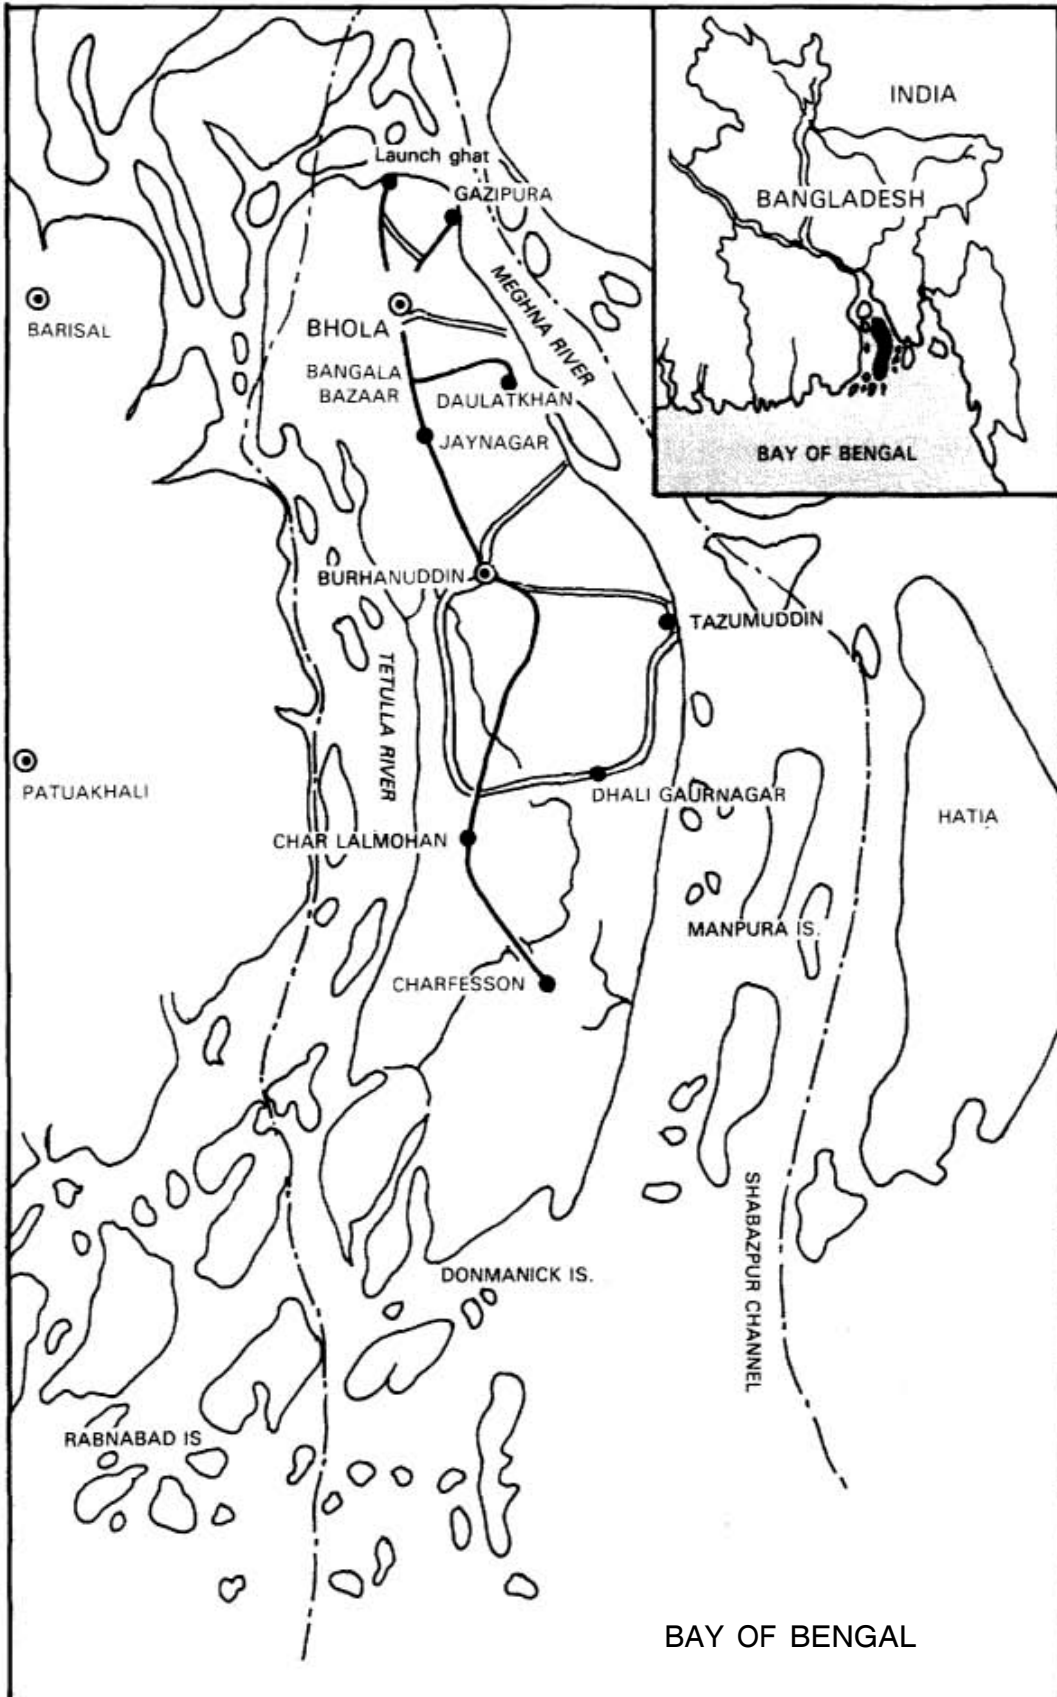 INDIA
Launch ghat
GAZIPURA
BANGLADESH
BARISAL
BHOLA
MEGHNA RIVER
BANGALA
BAZAAR
DAULATKHAN
JAYNAGAR
BAY OF BENGAL
BURHANUDDIN
TAZUMUDDIN
TETULLA RIVER
PATUAKHALI
DHALI GAURNAGAR
HATIA
CHAR LALMOHAN
MANPURA IS.
CHARFESSON
SHABAZPUR CHANNEL
DONMANICK IS.
RABNABAD IS
BAY OF BENGAL